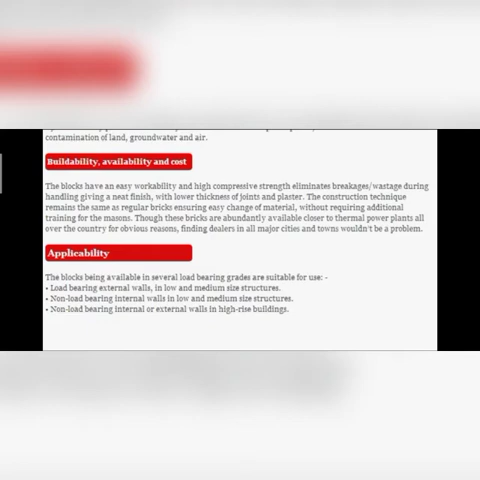 contamination of land, groundwater and air.
Buildability, availability and cost
The blocks have an easy workability and high compressive strength eliminates breakages/wastage during
handling giving a neat finish, with lower thickness of joints and plaster. The construction technique
remains the same as regular bricks ensuring easy change of material, without requiring additional
training for the masons. Though these bricks are abundantly available closer to thermal power plants all
over the country for obvious reasons, finding dealers in all major cities and towns wouldn't be a problem.
Applicability
The blocks being available in several load bearing grades are suitable for use: -
• Load bearing external walls, in low and medium size structures.
• Non-load bearing internal walls in low and medium size structures.
• Non-load bearing internal or external walls in high-rise buildings.